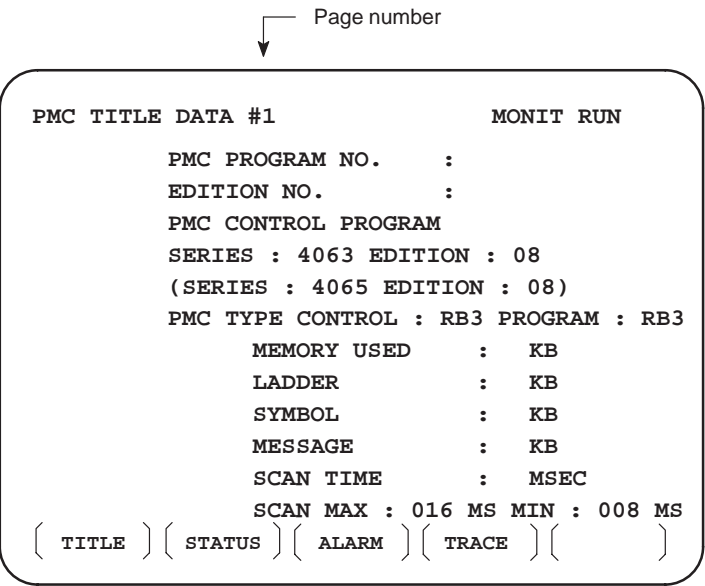 Page number
PMC TITLE DATA #1 MONIT RUN
PMC PROGRAM NO. :
EDITION NO. :
PMC CONTROL PROGRAM
SERIES : 4063 EDITION : 08
(SERIES : 4065 EDITION : 08)
PMC TYPE CONTROL : RB3 PROGRAM : RB3
MEMORY USED : KB
LADDER : KB
SYMBOL : KB
MESSAGE : KB
SCAN TIME : MSEC
SCAN MAX : 016 MS MIN : 008 MS
TITLE STATUS ALARM TRACE